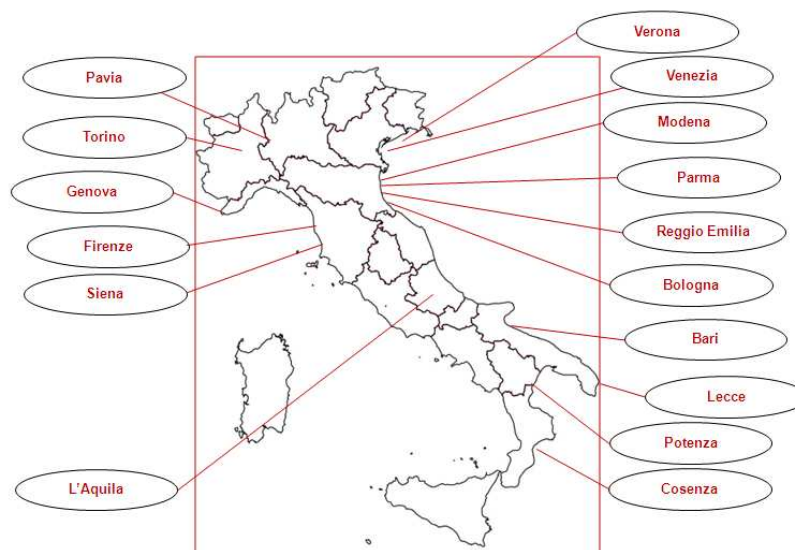 Verona
Pavia
Venezia
Modena
Torino
Parma
Genova
Reggio Emilia
Firenze
Siena
Bologna
Bari
Lecce
Potenza
L'Aquila
Cosenza